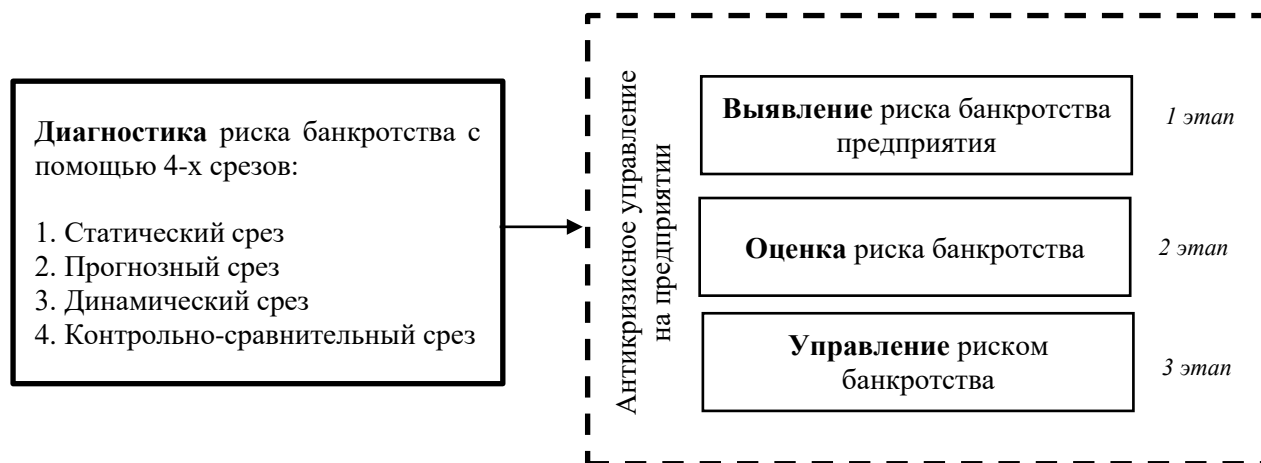 Диагностика риска банкротства с
помощью 4-х срезов:
1. Статический срез
2. Прогнозный срез
3. Динамический срез
4. Контрольно-сравнительный срез
Антикризисное управление
на предприятии
Выявление риска банкротства
предприятия
1 этап
Оценка риска банкротства
2 этап
Управление риском
банкротства
3 этап